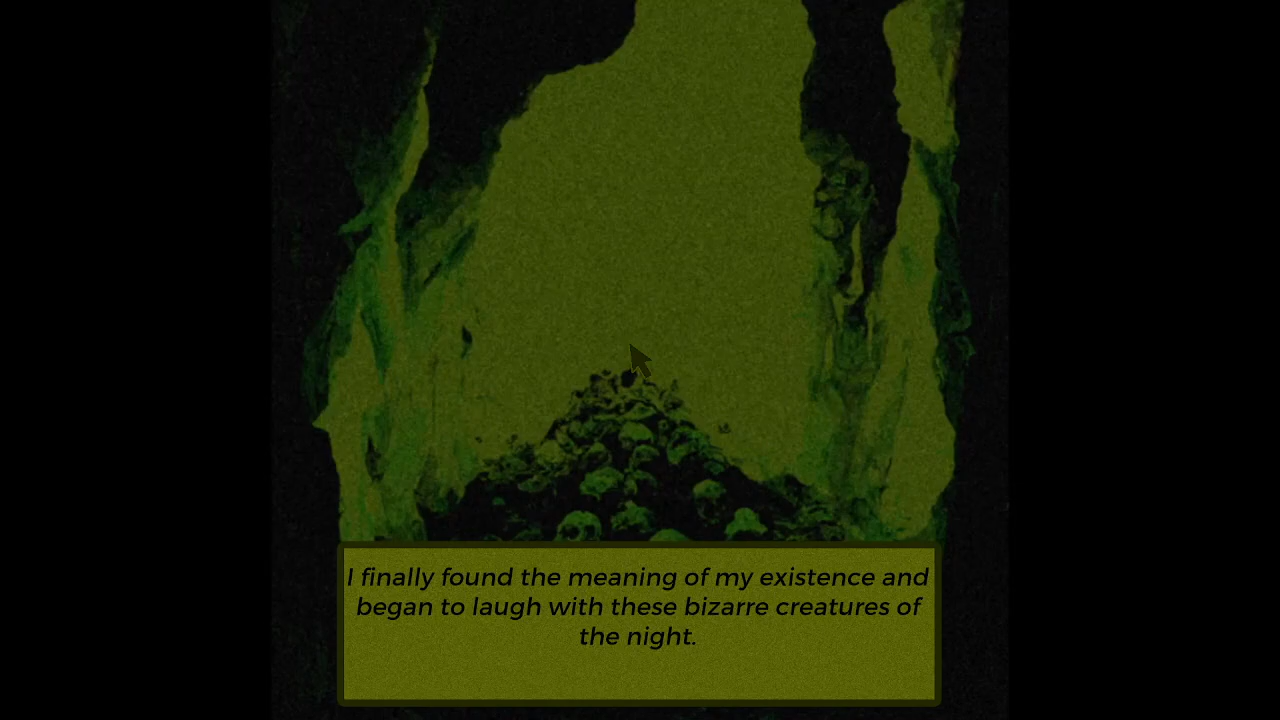 I finally found the meaning of my existence and
began to laugh with these bizarre creatures of
the night.